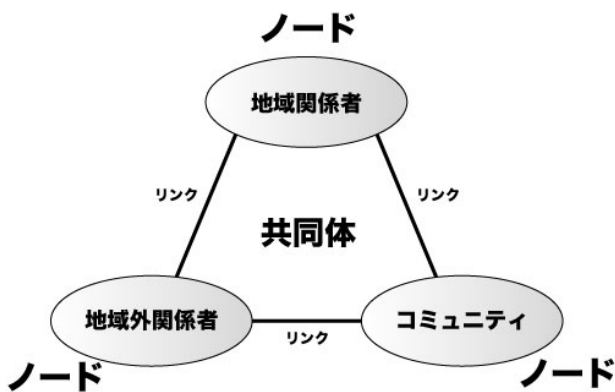 ノード
地域関係者
リンク
リンク
共同体
地域外関係者
リンク
コミュニティ
ノード
ノード